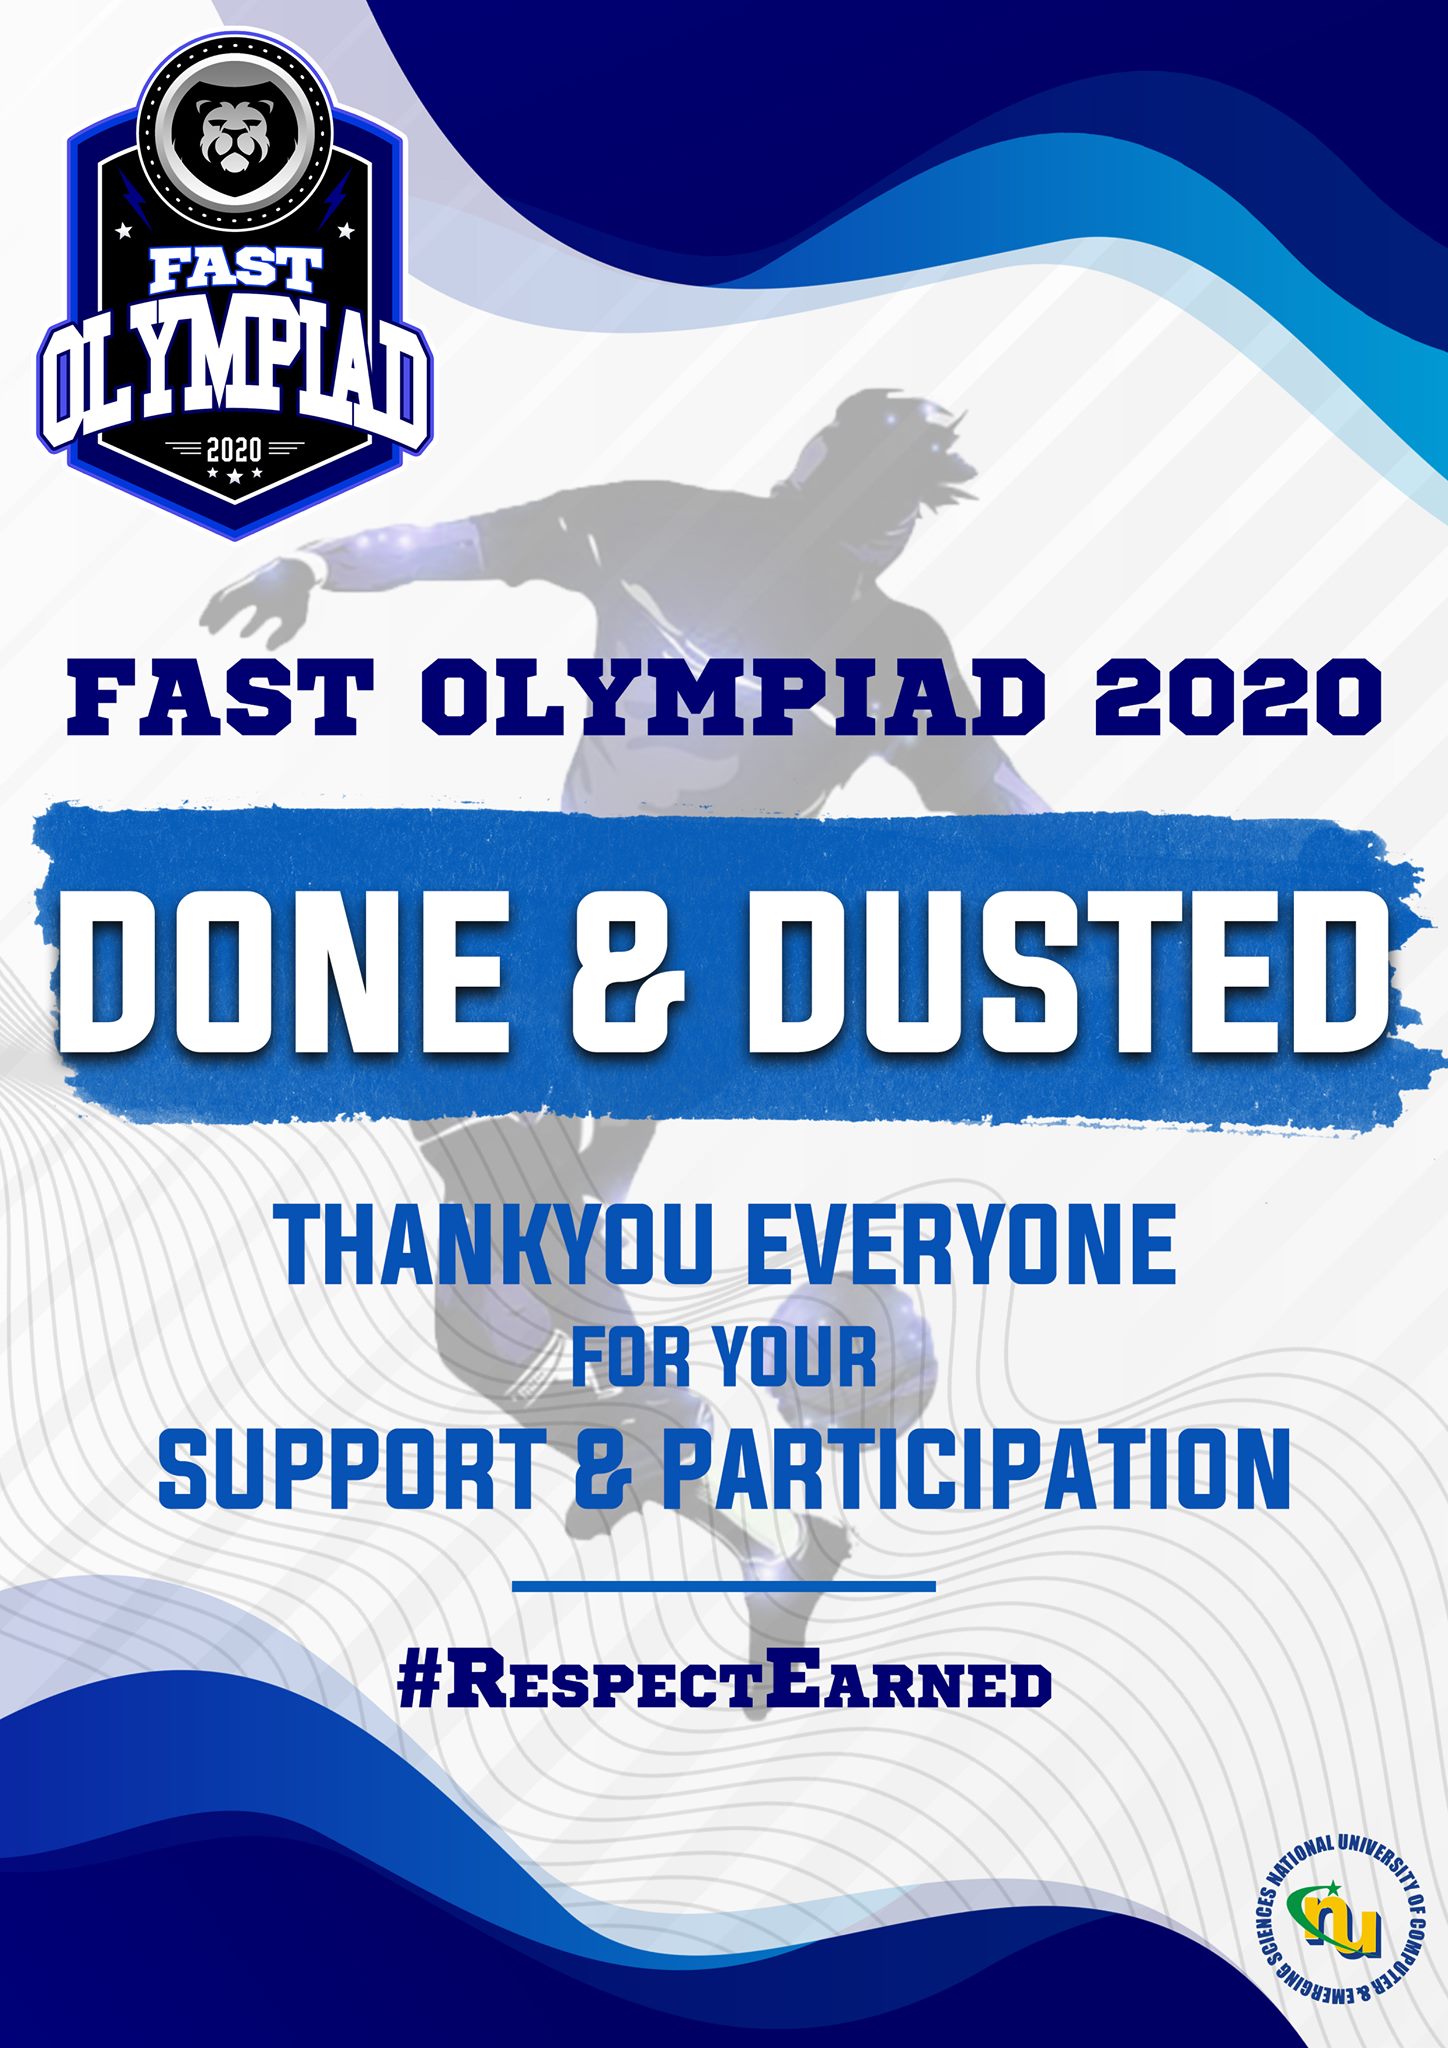 FAST
OLYMPIAD
2020
FAST OLYMPIAD 2020
DONE & DUSTED
THANKYOU EVERYONE
FOR YOUR
SUPPORT & PARTICIPATION
#RESPECTEARNED
NATIONAL UNIVERSITY OF COMPUTER & EMERGING SCIENCES
nu